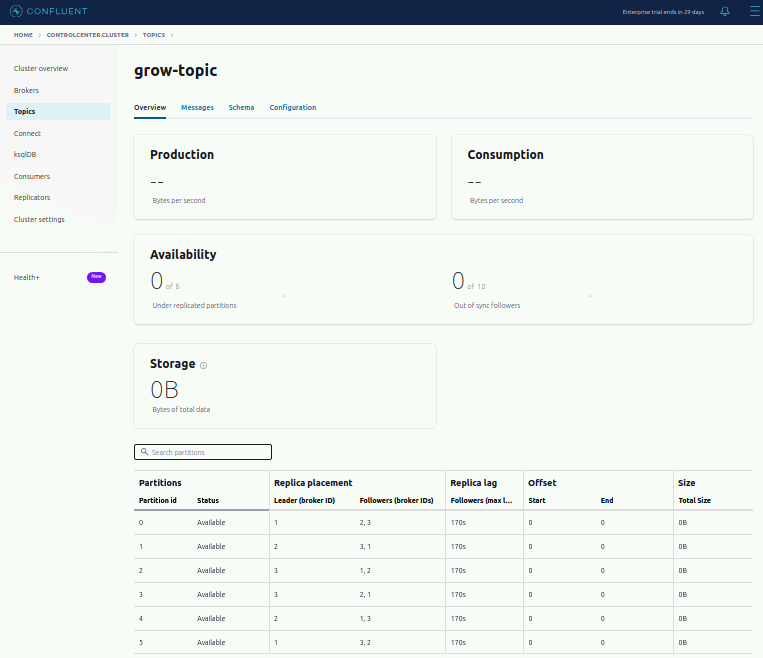 CONFLUENT
Enterprise trial ends in 29 days
HOME › CONTROLCENTER.CLUSTER › TOPICS ›
Cluster overview
Brokers
Topics
Connect
ksqlDB
Consumers
Replicators
Cluster settings
Health+ New
grow-topic
Overview Messages Schema Configuration
Production
--
Bytes per second
Consumption
--
Bytes per second
Availability
0 of 6
Under replicated partitions
0 of 18
Out of sync followers
Storage
0B
Bytes of total data
Search partitions
Partitions Replica placement Replica lag Offset Size
Partition id Status Leader (broker ID) Followers (broker IDs) Followers (max l... Start End Total Size
0 Available 1 2, 3 170s 0 0 0B
1 Available 2 3, 1 170s 0 0 0B
2 Available 3 1, 2 170s 0 0 0B
3 Available 3 2, 1 170s 0 0 0B
4 Available 2 1, 3 170s 0 0 0B
5 Available 1 3, 2 170s 0 0 0B